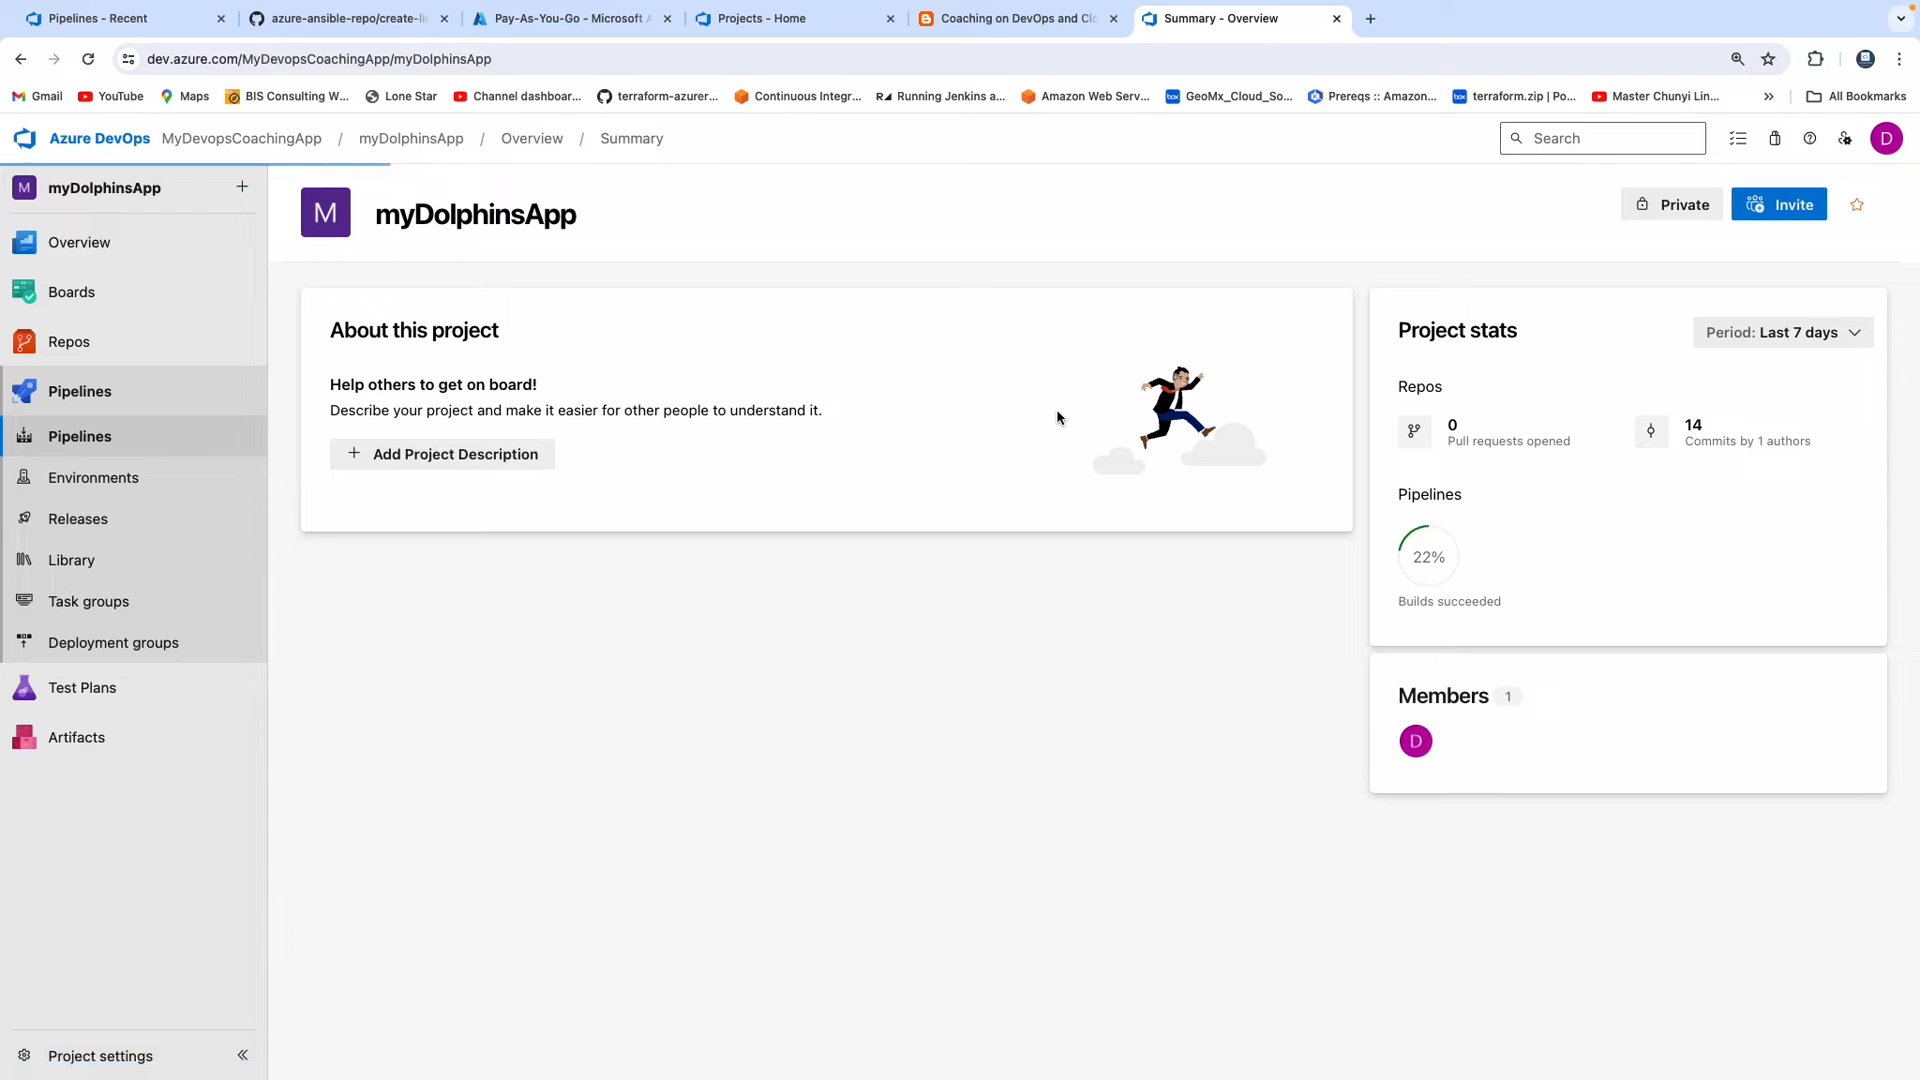 Pipelines - Recent
azure-ansible-repo/create-li
Pay-As-You-Go - Microsoft A
Projects - Home
Coaching on DevOps and Clo
Summary - Overview
dev.azure.com/MyDevopsCoachingApp/myDolphinsApp
Gmail
YouTube
Maps
BIS Consulting W...
Lone Star
Channel dashboar...
terraform-azurer...
Continuous Integr...
Running Jenkins a...
Amazon Web Serv...
GeoMx_Cloud_So...
Prereqs :: Amazon...
terraform.zip | Po...
Master Chunyi Lin...
All Bookmarks
Azure DevOps MyDevopsCoachingApp / myDolphinsApp / Overview / Summary
Search
D
M myDolphinsApp
Overview
Boards
Repos
Pipelines
Pipelines
Environments
Releases
Library
Task groups
Deployment groups
Test Plans
Artifacts
Project settings
M myDolphinsApp
Private
Invite
About this project
Help others to get on board!
Describe your project and make it easier for other people to understand it.
Add Project Description
Project stats
Period: Last 7 days
Repos
0
Pull requests opened
14
Commits by 1 authors
Pipelines
22%
Builds succeeded
Members 1
D